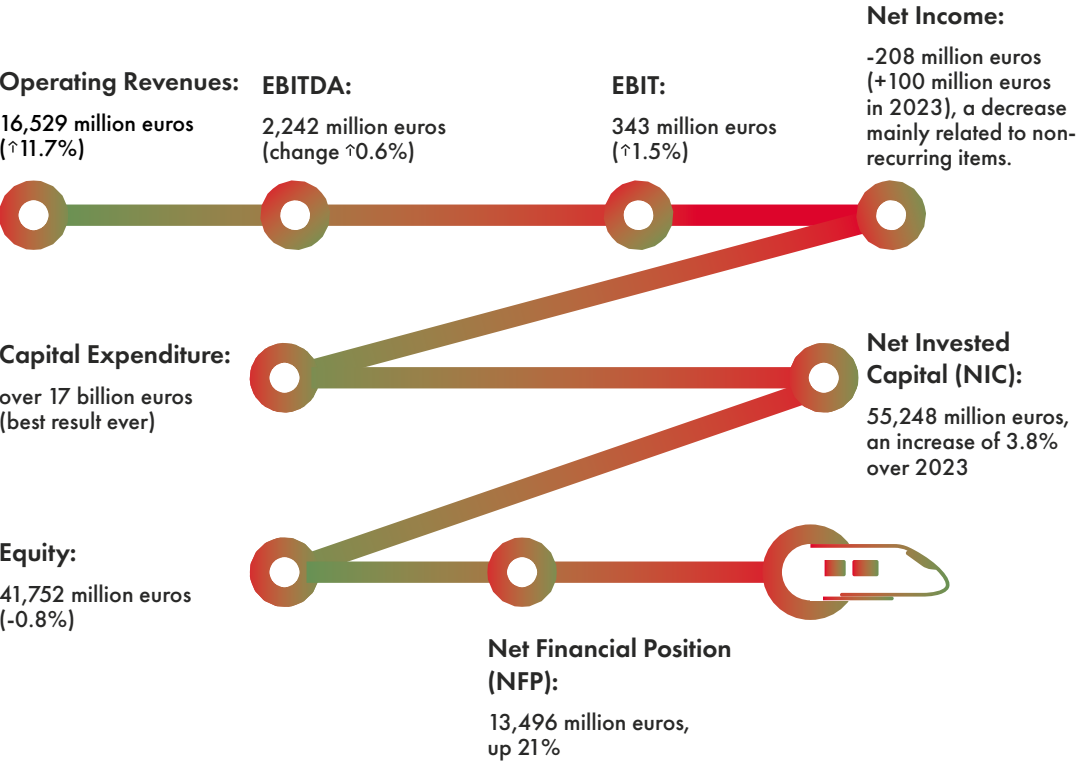 Operating Revenues:
16,529 million euros
(↑11.7%)
EBITDA:
2,242 million euros
(change ↑0.6%)
EBIT:
343 million euros
(↑1.5%)
Net Income:
-208 million euros
(+100 million euros
in 2023), a decrease
mainly related to non-
recurring items.
Capital Expenditure:
over 17 billion euros
(best result ever)
Net Invested
Capital (NIC):
55,248 million euros,
an increase of 3.8%
over 2023
Equity:
41,752 million euros
(-0.8%)
Net Financial Position
(NFP):
13,496 million euros,
up 21%